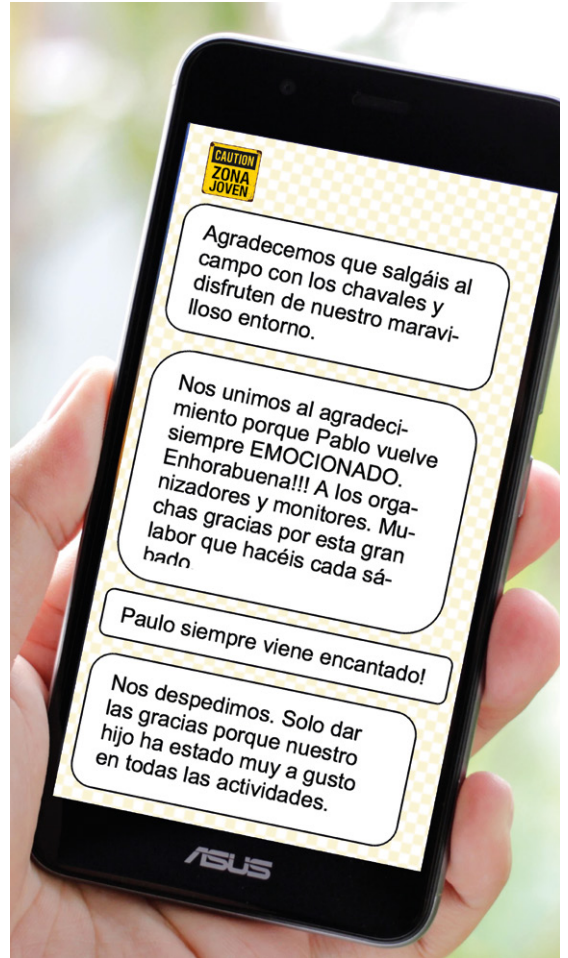 CAUTION
ZONA
JOVEN
Agradecemos que salgáis al
campo con los chavales y
disfruten de nuestro maravi-
lloso entorno.
Nos unimos al agradeci-
miento porque Pablo vuelve
siempre EMOCIONADO.
Enhorabuena!!! A los orga-
nizadores y monitores. Mu-
chas gracias por esta gran
labor que hacéis cada sá-
bado.
Paulo siempre viene encantado!
Nos despedimos. Solo dar
las gracias porque nuestro
hijo ha estado muy a gusto
en todas las actividades.
ASUS